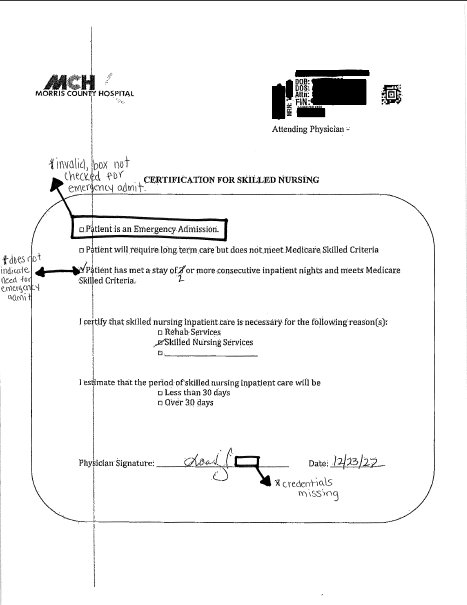 MCH
MORRIS COUNTY HOSPITAL
DOB:
DOS:
Attn:
FIN:
MRN:
Attending Physician -
*invalid, box not
checked for
emergency admit.
CERTIFICATION FOR SKILLED NURSING
Patient is an Emergency Admission.
Patient will require long term care but does not meet Medicare Skilled Criteria
*does not
indicate
need for
emergency
admit
Patient has met a stay of 2 or more consecutive inpatient nights and meets Medicare
Skilled Criteria.
I certify that skilled nursing inpatient care is necessary for the following reason(s):
Rehab Services
Skilled Nursing Services
I estimate that the period of skilled nursing inpatient care will be
Less than 30 days
Over 30 days
Physician Signature: Date: 12/23/22
*credentials
missing